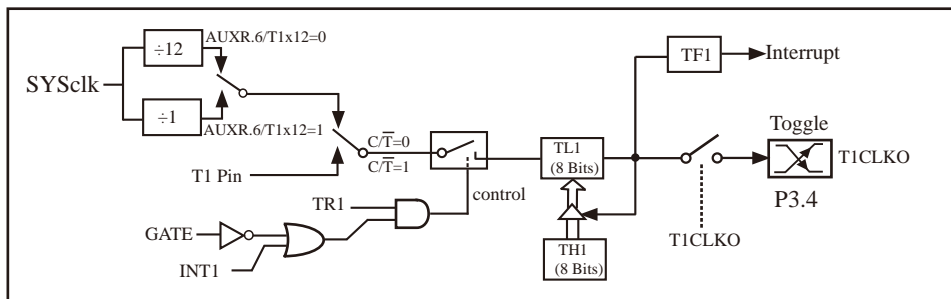 ÷12
AUXR.6/T1x12=0
SYSclk
÷1
AUXR.6/T1x12=1
C/T̅=0
C/T̅=1
T1 Pin
TR1
GATE
INT1
control
TL1
(8 Bits)
TH1
(8 Bits)
TF1
Interrupt
Toggle
T1CLKO
P3.4
T1CLKO